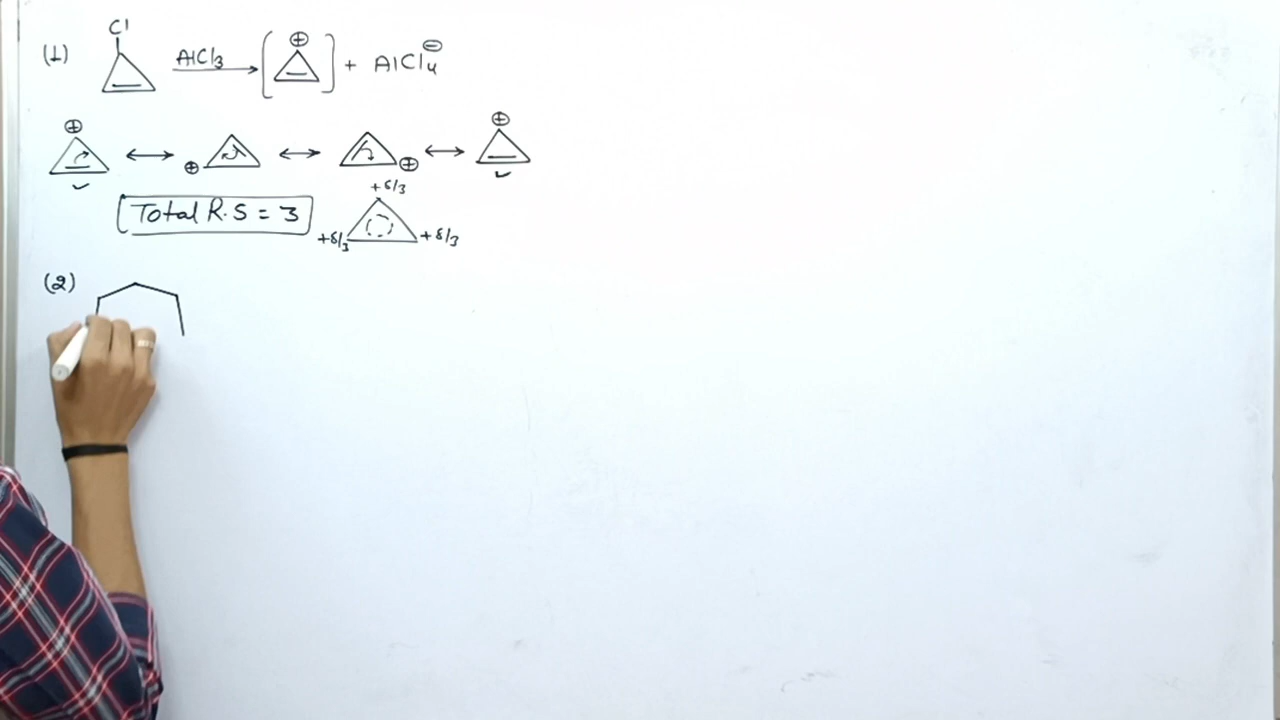 Cl
(1) AlCl3 ⊕ + AlCl4 ⊖
⊕ ↔ ⊕ ↔ ⊕ ↔ ⊕
Total R.S = 3
+δ/3
+δ/3 +δ/3
(2)